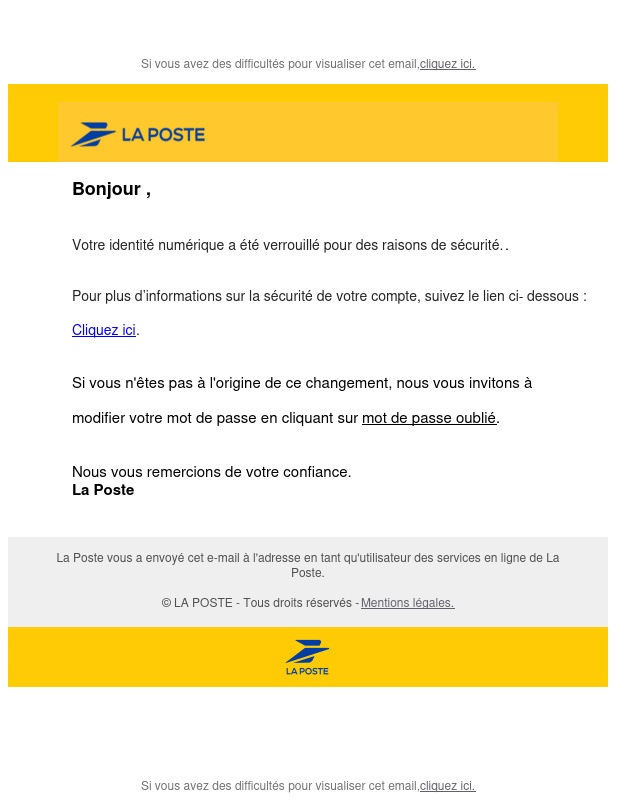 Si vous avez des difficultés pour visualiser cet email,cliquez ici.
LA POSTE
Bonjour ,
Votre identité numérique a été verrouillé pour des raisons de sécurité. .
Pour plus d'informations sur la sécurité de votre compte, suivez le lien ci- dessous :
Cliquez ici.
Si vous n'êtes pas à l'origine de ce changement, nous vous invitons à
modifier votre mot de passe en cliquant sur mot de passe oublié.
Nous vous remercions de votre confiance.
La Poste
La Poste vous a envoyé cet e-mail à l'adresse en tant qu'utilisateur des services en ligne de La
Poste.
© LA POSTE - Tous droits réservés - Mentions légales.
LA POSTE
Si vous avez des difficultés pour visualiser cet email,cliquez ici.